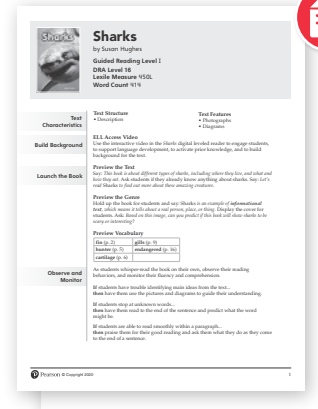 Sharks
Sharks
by Susan Hughes
Guided Reading Level I
DRA Level 16
Lexile Measure 450L
Word Count 414
Text
Characteristics
Text Structure
• Description
Text Features
• Photographs
• Diagrams
Build Background
ELL Access Video
Use the interactive video in the Sharks digital leveled reader to engage students,
to support language development, to activate prior knowledge, and to build
background for the text.
Launch the Book
Preview the Text
Say: This book is about different types of sharks, including where they live, and what and
how they eat. Ask students if they already know anything about sharks. Say: Let's
read Sharks to find out more about these amazing creatures.
Preview the Genre
Hold up the book for students and say: Sharks is an example of informational
text, which means it tells about a real person, place, or thing. Display the cover for
students. Ask: Based on this image, can you predict if this book will show sharks to be
scary or interesting?
Preview Vocabulary
fin (p. 2) gills (p. 9)
hunter (p. 5) endangered (p. 16)
cartilage (p. 6)
Observe and
Monitor
As students whisper-read the book on their own, observe their reading
behaviors, and monitor their fluency and comprehension.
If students have trouble identifying main ideas from the text...
then have them use the pictures and diagrams to guide their understanding.
If students stop at unknown words...
then have them read to the end of the sentence and predict what the word
might be.
If students are able to read smoothly within a paragraph...
then praise them for their good reading and ask them what they do as they come
to the end of a sentence.
Pearson © Copyright 2020
1